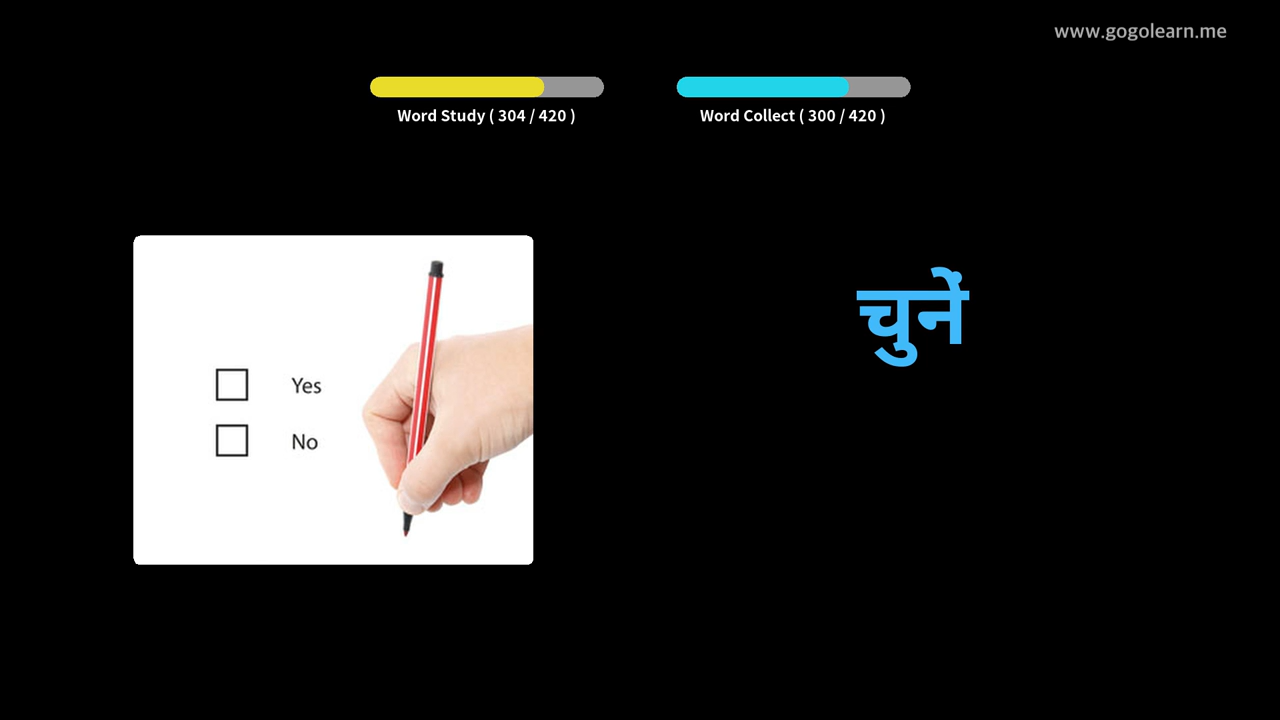 www.gogolearn.me
Word Study ( 304 / 420 )
Word Collect ( 300 / 420 )
चुनें
Yes
No